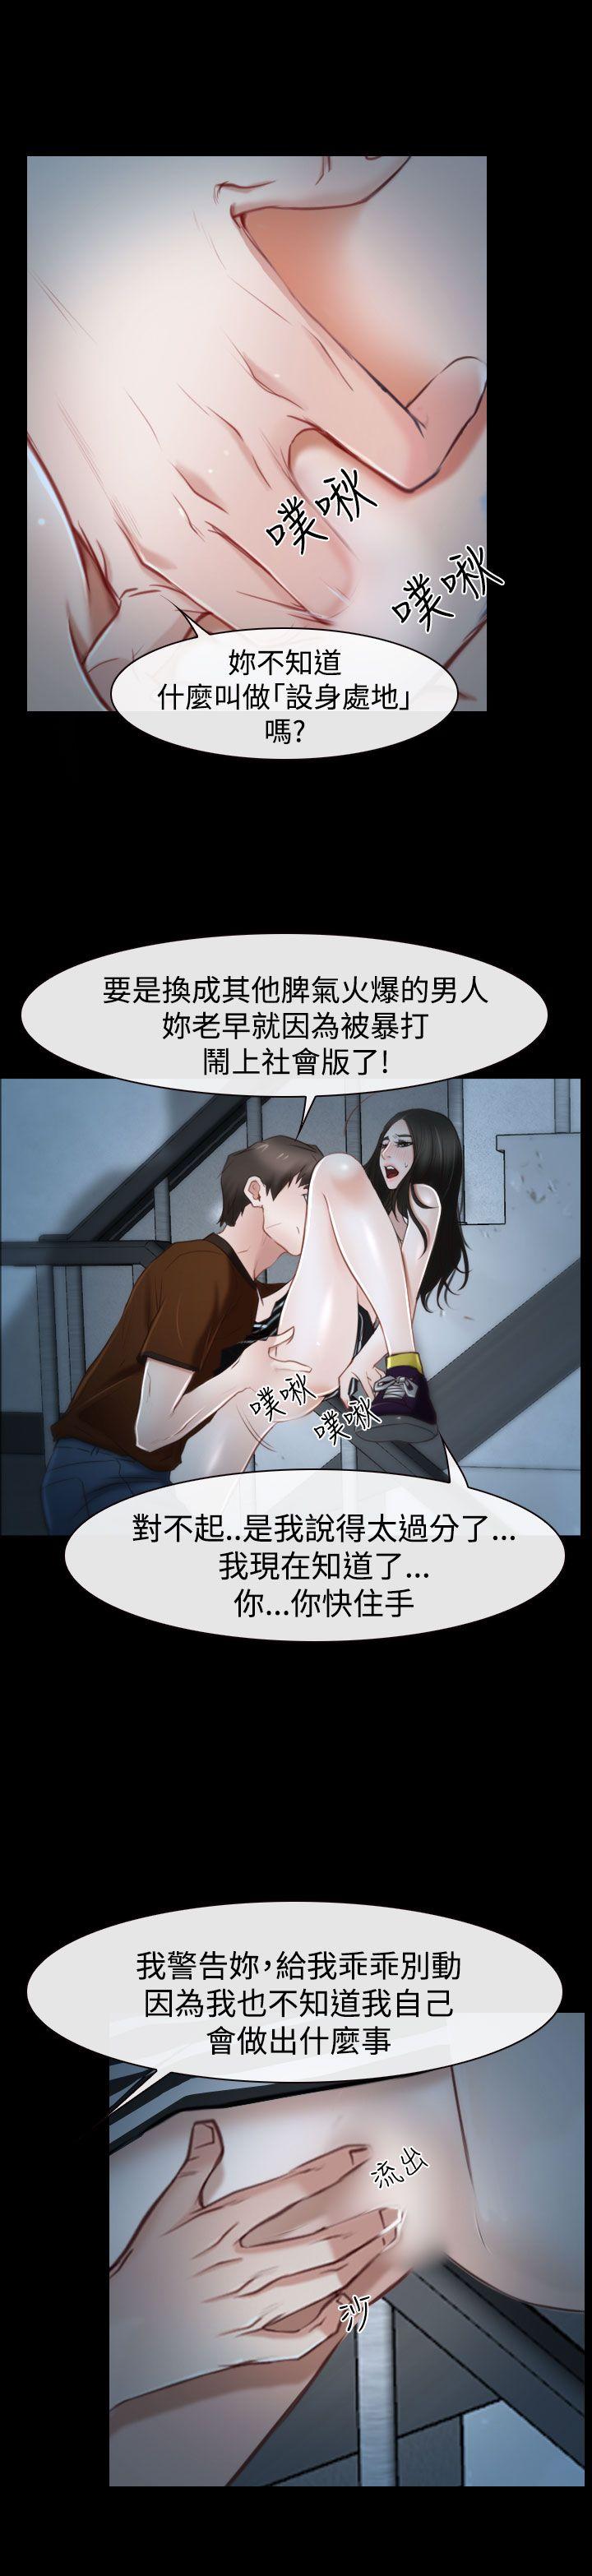 噗啾
噗啾
妳不知道
什麼叫做「設身處地」
嗎?
要是換成其他脾氣火爆的男人
妳老早就因為被暴打
鬧上社會版了!
噗啾
噗啾
對不起..是我說得太過分了...
我現在知道了...
你...你快住手
我警告妳,給我乖乖別動
因為我也不知道我自己
會做出什麼事
流出
沙